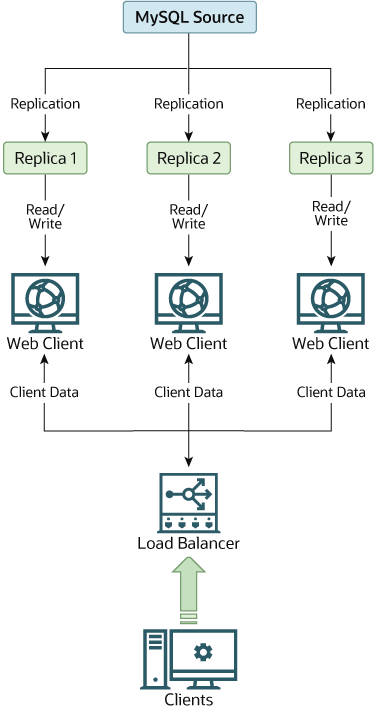 MySQL Source
Replication
Replication
Replication
Replica 1
Replica 2
Replica 3
Read/
Write
Read/
Write
Read/
Write
Web Client
Web Client
Web Client
Client Data
Client Data
Client Data
Load Balancer
Clients